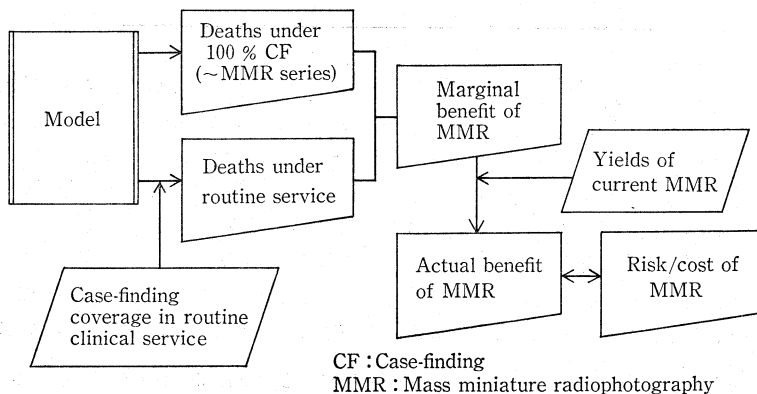 Deaths under
100 % CF
(~MMR series)
Model
Marginal
benefit of
MMR
Deaths under
routine service
Yields of
current MMR
Actual benefit
of MMR
Risk/cost of
MMR
Case-finding
coverage in routine
clinical service
CF : Case-finding
MMR : Mass miniature radiophotography